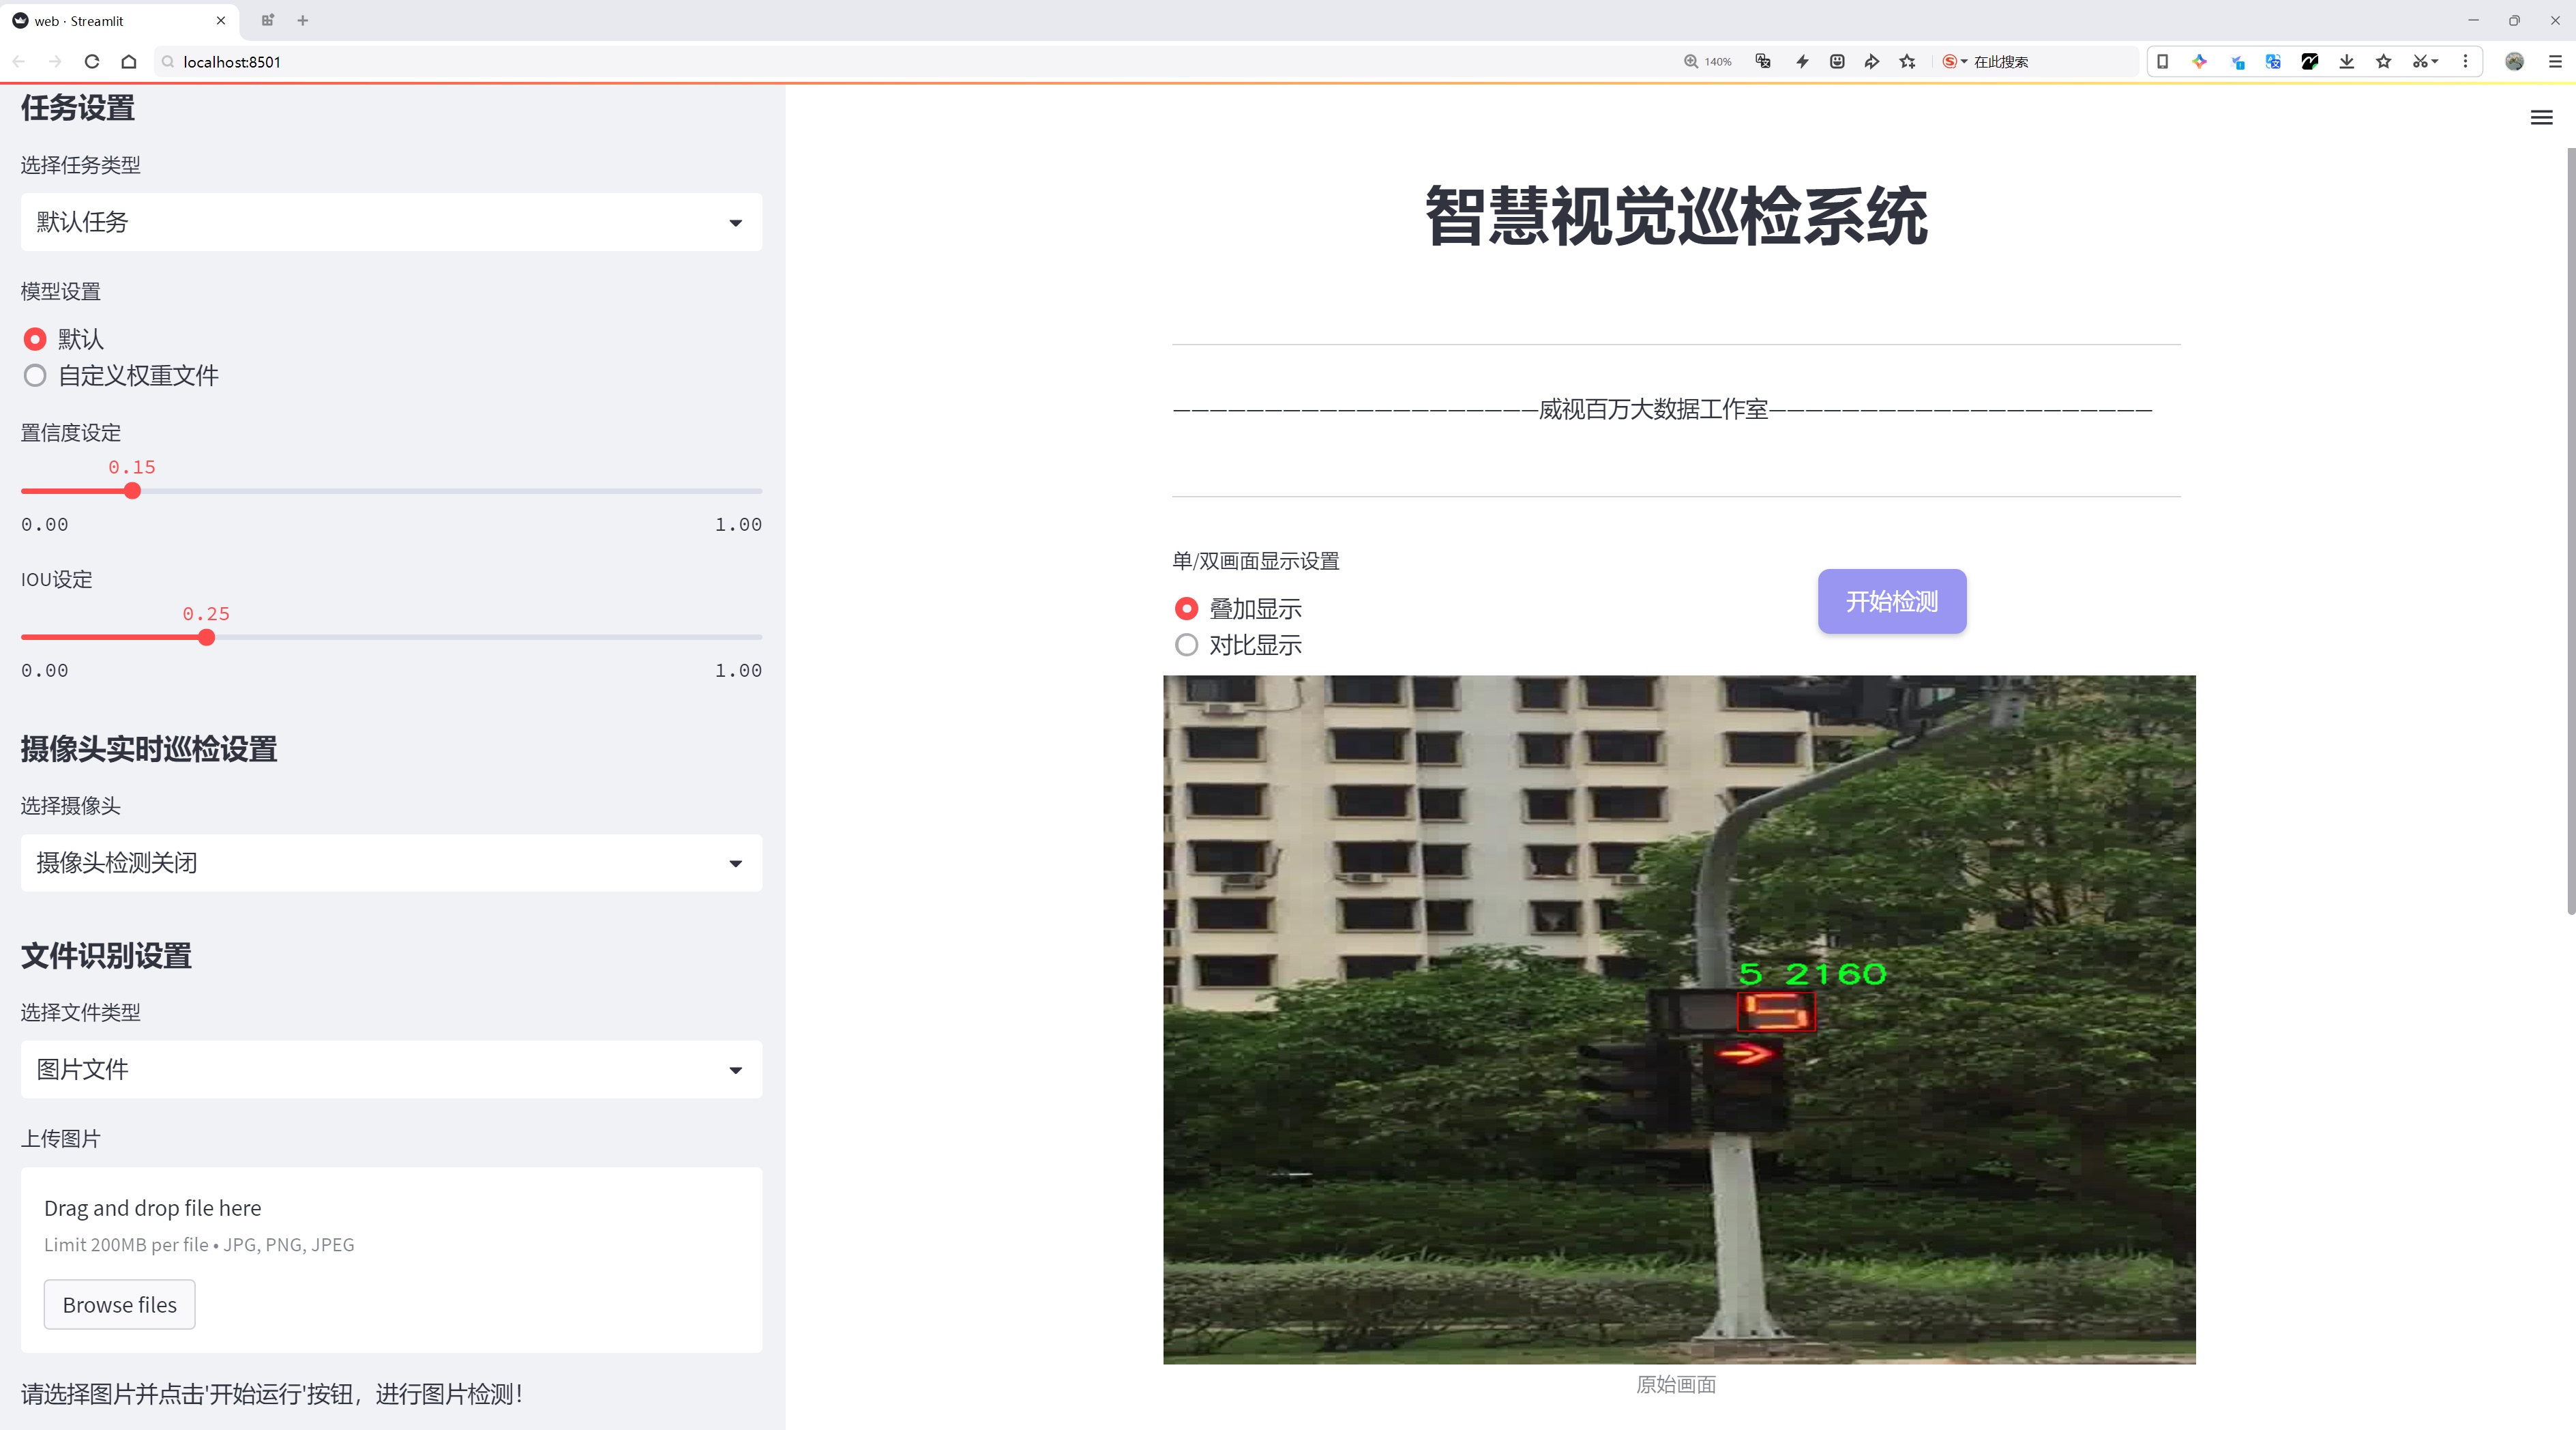 web · Streamlit
localhost:8501
140%
在此搜索
任务设置
选择任务类型
默认任务
模型设置
默认
自定义权重文件
置信度设定
0.15
0.00 1.00
IOU设定
0.25
0.00 1.00
摄像头实时巡检设置
选择摄像头
摄像头检测关闭
文件识别设置
选择文件类型
图片文件
上传图片
Drag and drop file here
Limit 200MB per file • JPG, PNG, JPEG
Browse files
请选择图片并点击'开始运行'按钮，进行图片检测！
智慧视觉巡检系统
————————————————————威视百万大数据工作室—————————————————————
单/双画面显示设置
叠加显示
对比显示
开始检测
5 2160
5
原始画面